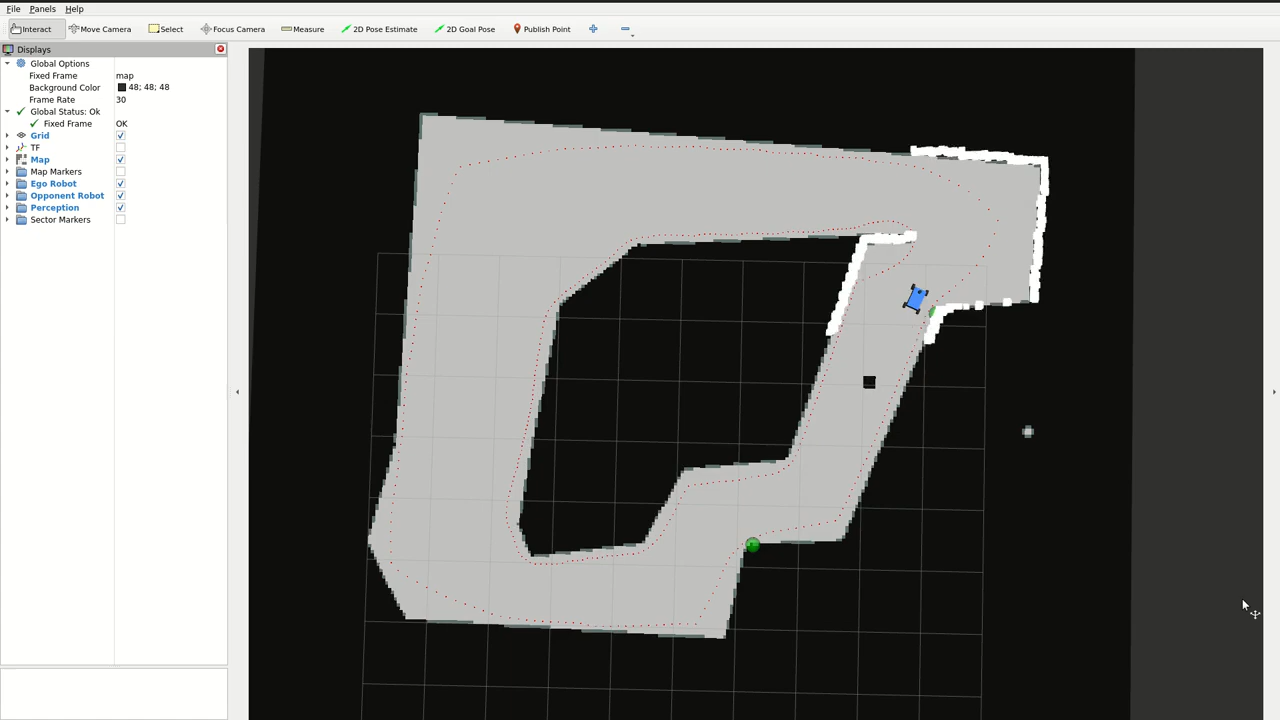 File Panels Help
Interact Move Camera Select Focus Camera Measure 2D Pose Estimate 2D Goal Pose Publish Point
Displays
Global Options
Fixed Frame map
Background Color 48; 48; 48
Frame Rate 30
Global Status: Ok
Fixed Frame OK
Grid
TF
Map
Map Markers
Ego Robot
Opponent Robot
Perception
Sector Markers